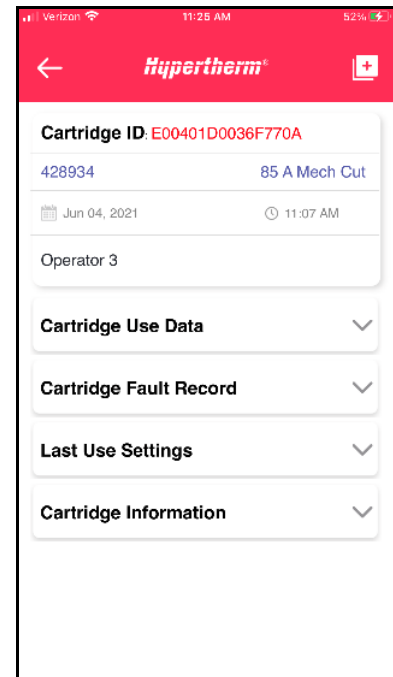 Verizon 11:25 AM 52%
Hypertherm®
Cartridge ID: E00401D0036F770A
428934 85 A Mech Cut
Jun 04, 2021 11:07 AM
Operator 3
Cartridge Use Data
Cartridge Fault Record
Last Use Settings
Cartridge Information